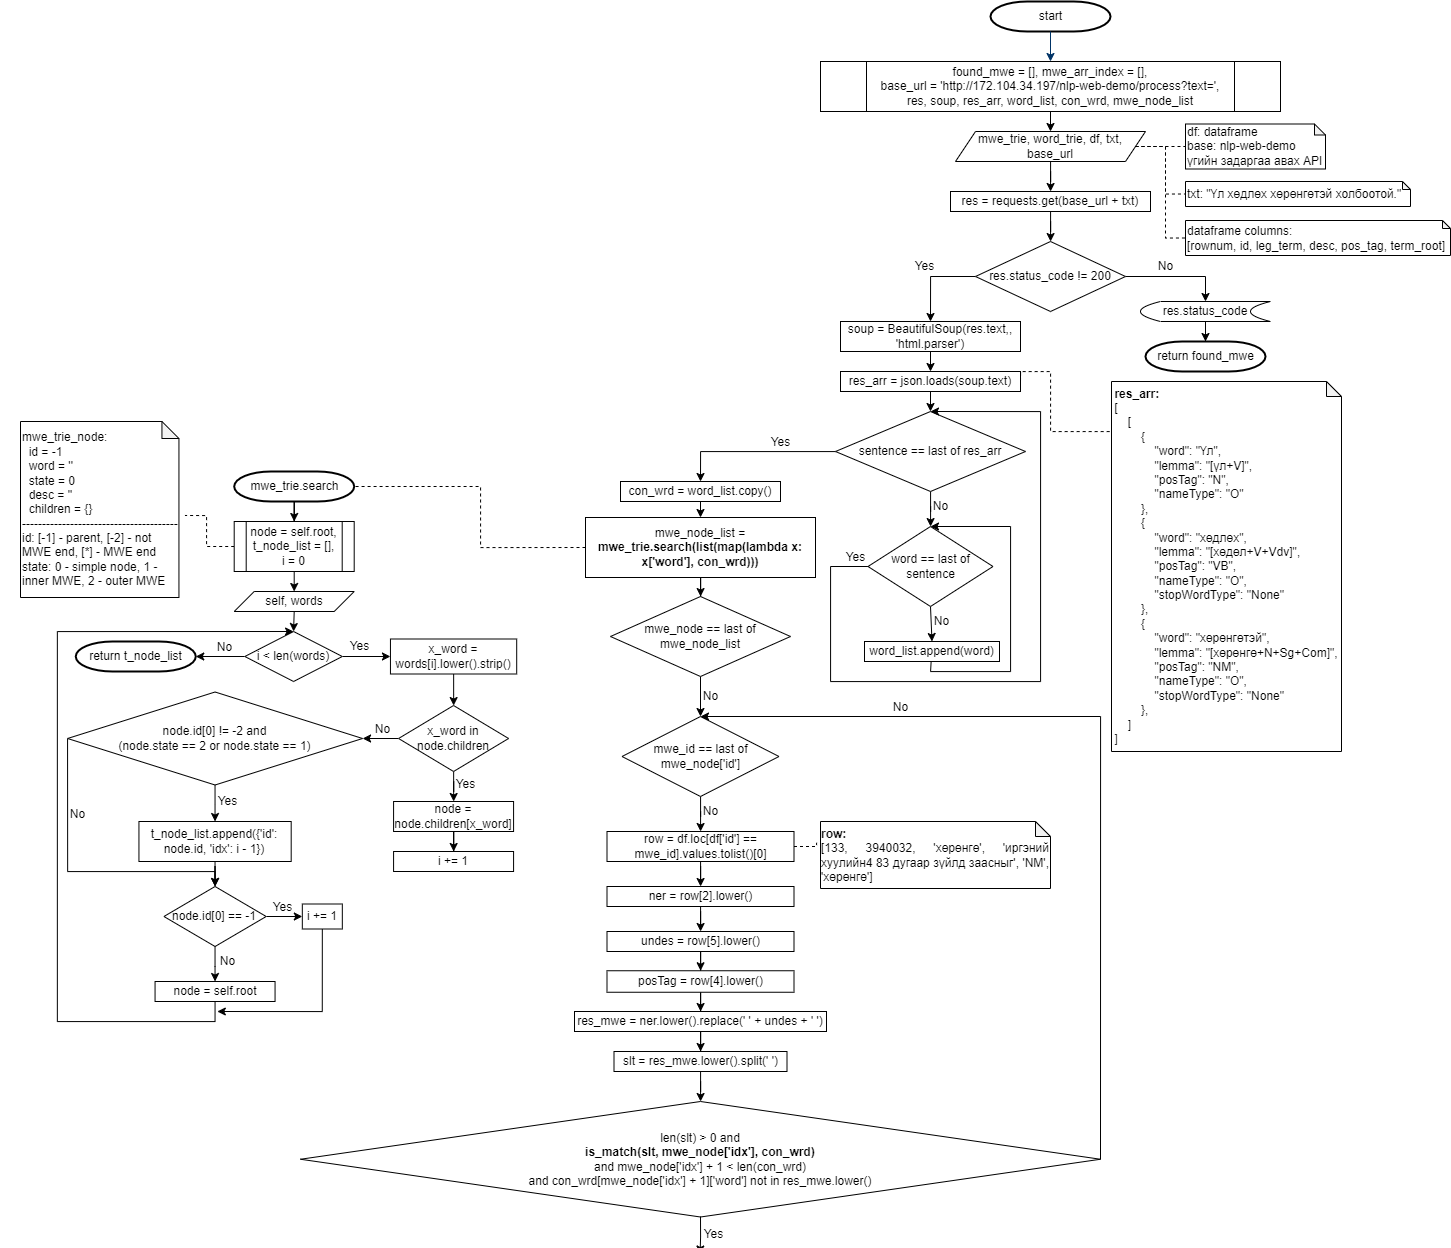 start
found_mwe = [], mwe_arr_index = [],
base_url = 'http://172.104.34.197/nlp-web-demo/process?text=',
res, soup, res_arr, word_list, con_wrd, mwe_node_list
mwe_trie, word_trie, df, txt,
base_url
df: dataframe
base: nlp-web-demo
үгийн задаргаа авах API
txt: "Үл хөдлөх хөрөнгөтэй холбоотой."
dataframe columns:
[rownum, id, leg_term, desc, pos_tag, term_root]
res = requests.get(base_url + txt)
res.status_code != 200
Yes
No
res.status_code
return found_mwe
soup = BeautifulSoup(res.text,,
'html.parser')
res_arr = json.loads(soup.text)
res_arr:
[
[
{
"word": "Үл",
"lemma": "[үл+V]",
"posTag": "N",
"nameType": "O"
},
{
"word": "хөдлөх",
"lemma": "[хөдөл+V+Vdv]",
"posTag": "VB",
"nameType": "O",
"stopWordType": "None"
},
{
"word": "хөрөнгөтэй",
"lemma": "[хөрөнгө+N+Sg+Com]",
"posTag": "NM",
"nameType": "O",
"stopWordType": "None"
},
]
]
sentence == last of res_arr
Yes
No
word == last of
sentence
Yes
No
word_list.append(word)
con_wrd = word_list.copy()
mwe_node_list =
mwe_trie.search(list(map(lambda x:
x['word'], con_wrd)))
mwe_node == last of
mwe_node_list
No
No
mwe_id == last of
mwe_node['id']
No
row = df.loc[df['id'] ==
mwe_id].values.tolist()[0]
row:
[133, 3940032, 'хөрөнгө', 'иргэний
хуулийн4 83 дугаар зүйлд заасныг', 'NM',
'хөрөнгө']
ner = row[2].lower()
undes = row[5].lower()
posTag = row[4].lower()
res_mwe = ner.lower().replace(' ' + undes + ' ')
slt = res_mwe.lower().split(' ')
len(slt) > 0 and
is_match(slt, mwe_node['idx'], con_wrd)
and mwe_node['idx'] + 1 < len(con_wrd)
and con_wrd[mwe_node['idx'] + 1]['word'] not in res_mwe.lower()
Yes
mwe_trie_node:
id = -1
word = ''
state = 0
desc = ''
children = {}
id: [-1] - parent, [-2] - not
MWE end, [*] - MWE end
state: 0 - simple node, 1 -
inner MWE, 2 - outer MWE
mwe_trie.search
node = self.root,
t_node_list = [],
i = 0
self, words
i < len(words)
No
Yes
return t_node_list
x_word =
words[i].lower().strip()
x_word in
node.children
No
Yes
node =
node.children[x_word]
i += 1
node.id[0] != -2 and
(node.state == 2 or node.state == 1)
No
Yes
t_node_list.append({'id':
node.id, 'idx': i - 1})
node.id[0] == -1
Yes
i += 1
No
node = self.root